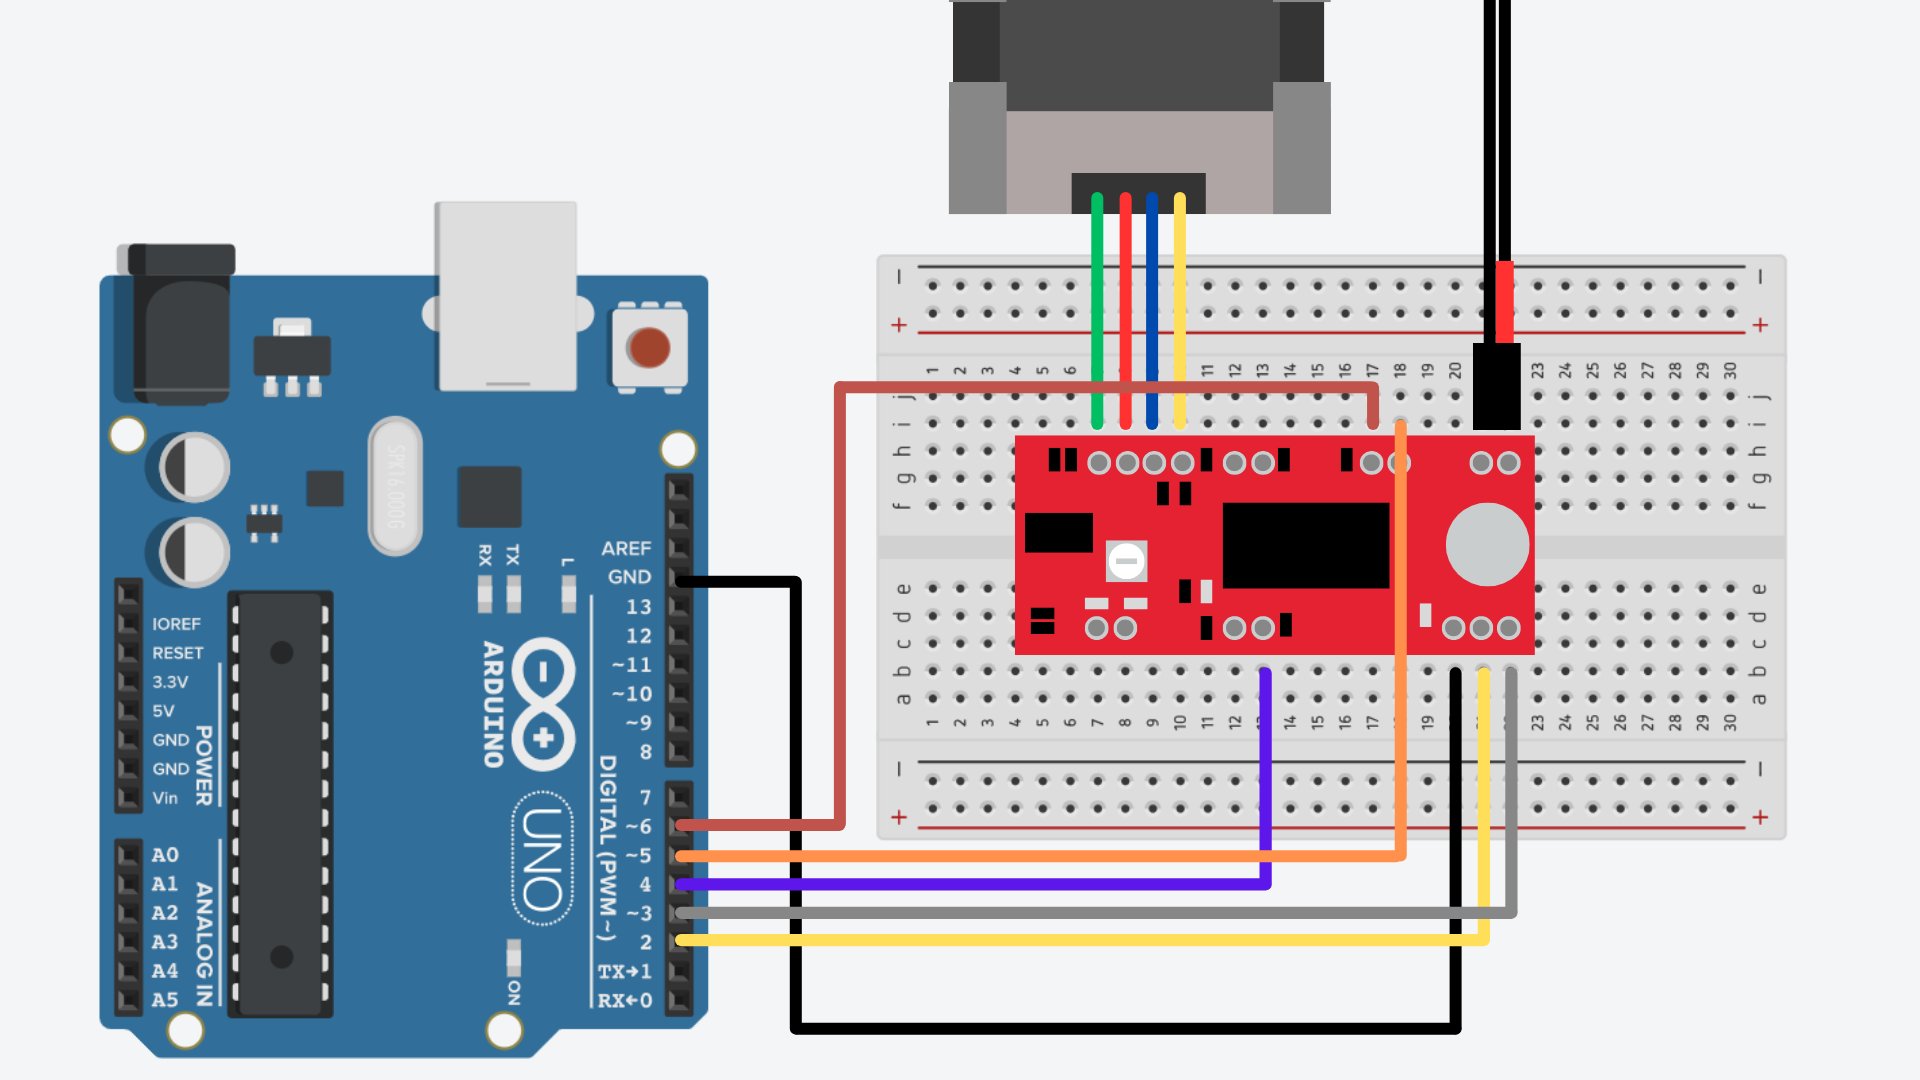 SPK16.000G
RX
TX
L
AREF
GND
13
12
~11
~10
~9
8
7
~6
~5
4
~3
2
TX→1
RX←0
DIGITAL (PWM ~)
ARDUINO
UNO
ON
IOREF
RESET
3.3V
5V
GND
GND
Vin
POWER
A0
A1
A2
A3
A4
A5
ANALOG IN
− −
+ +
1 2 3 4 5 6 11 12 13 14 15 16 17 18 19 20 23 24 25 26 27 28 29 30
j j
i i
h h
g g
f f
e e
d d
c c
b b
a a
1 2 3 4 5 6 7 8 9 10 11 12 14 15 16 17 19 23 24 25 26 27 28 29 30
− −
+ +